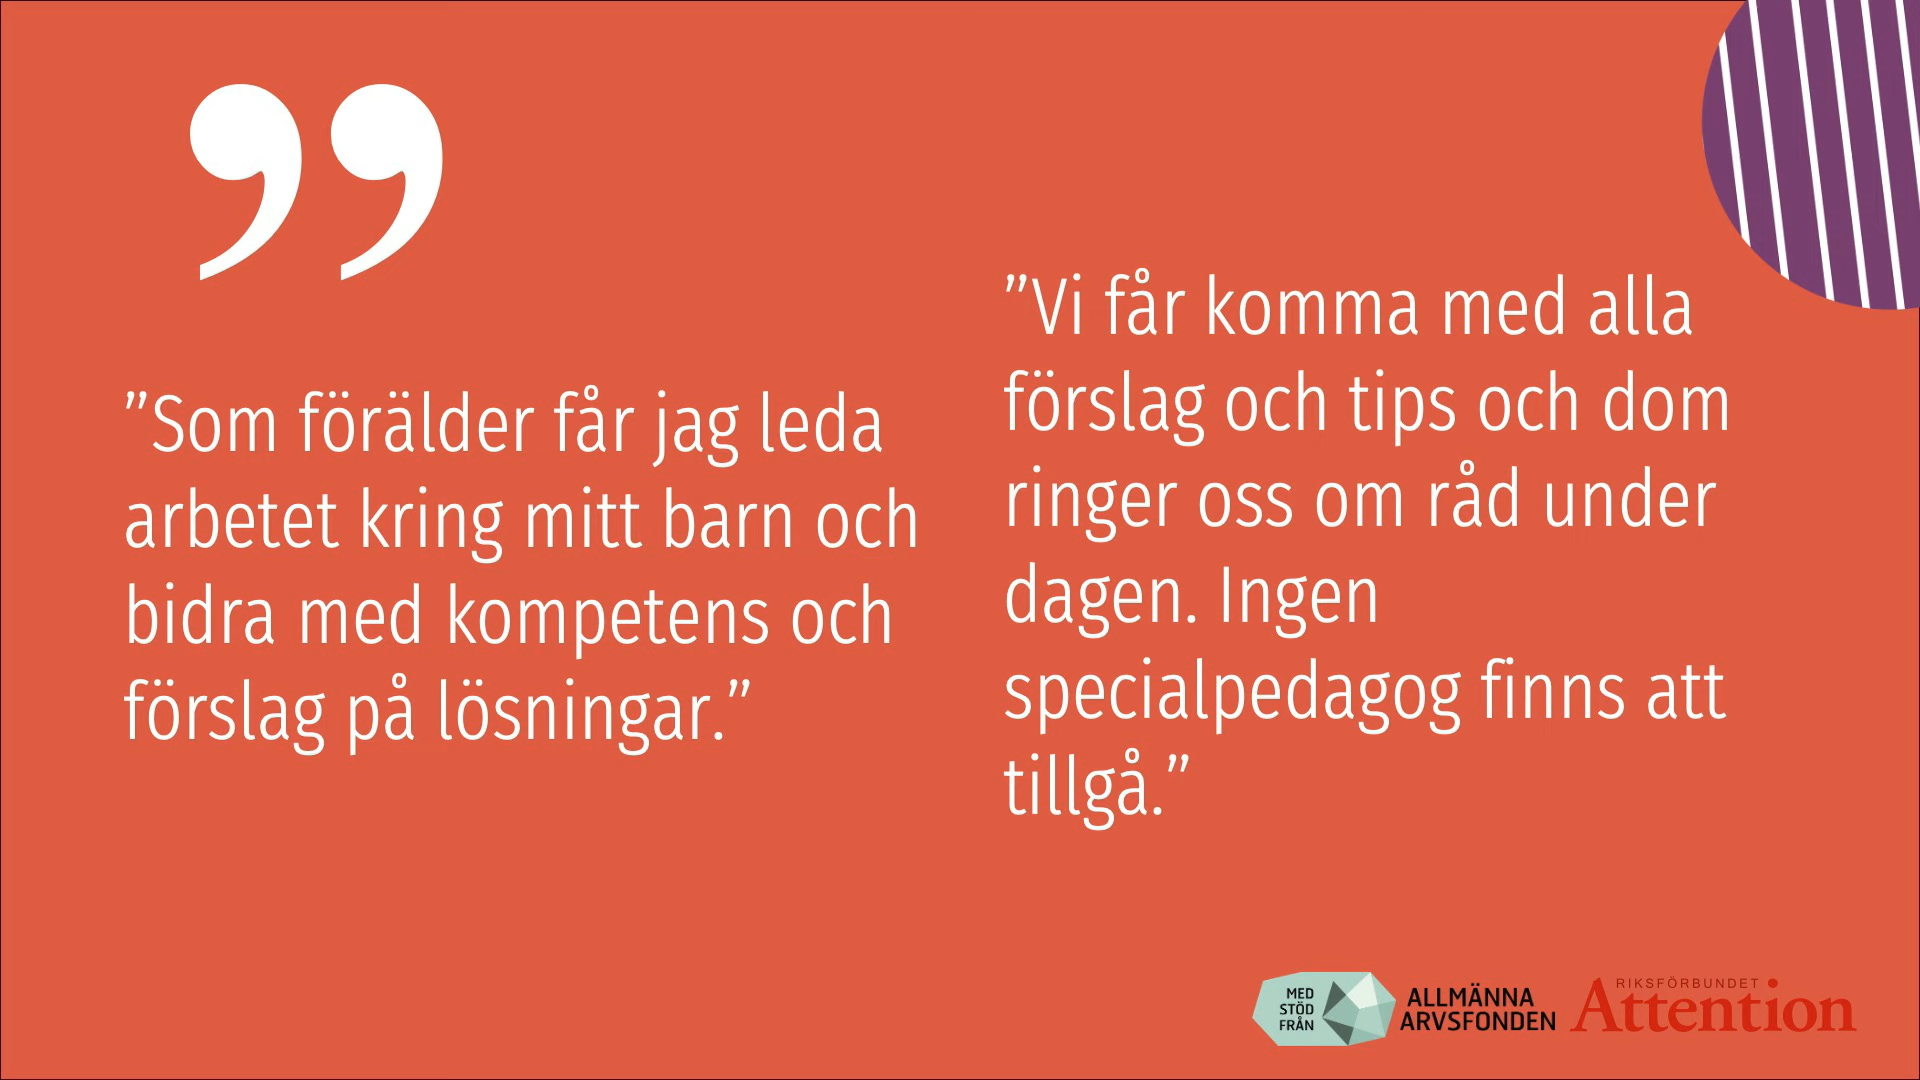 ”
”Som förälder får jag leda
arbetet kring mitt barn och
bidra med kompetens och
förslag på lösningar.”
”Vi får komma med alla
förslag och tips och dom
ringer oss om råd under
dagen. Ingen
specialpedagog finns att
tillgå.”
MED
STÖD
FRÅN
ALLMÄNNA
ARVSFONDEN
RIKSFÖRBUNDET
Attention